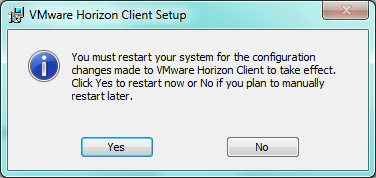 VMware Horizon Client Setup
You must restart your system for the configuration
changes made to VMware Horizon Client to take effect.
Click Yes to restart now or No if you plan to manually
restart later.
Yes
No